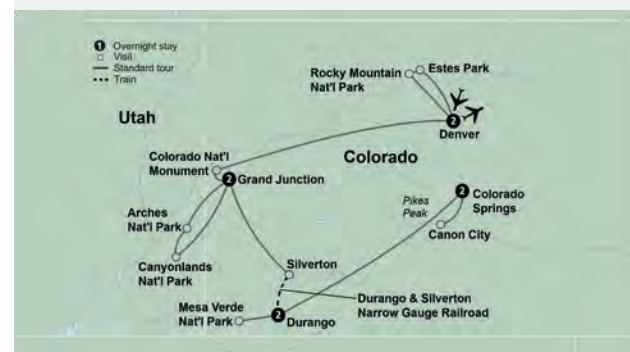 1 Overnight stay
Visit
Standard tour
Train
Utah
Colorado
Rocky Mountain
Nat'l Park
Estes Park
2
Denver
Colorado Nat'l
Monument
2 Grand Junction
Arches
Nat'l Park
Canyonlands
Nat'l Park
Pikes
Peak
2 Colorado
Springs
Canon City
Silverton
Durango & Silverton
Narrow Gauge Railroad
Mesa Verde
Nat'l Park
2 Durango